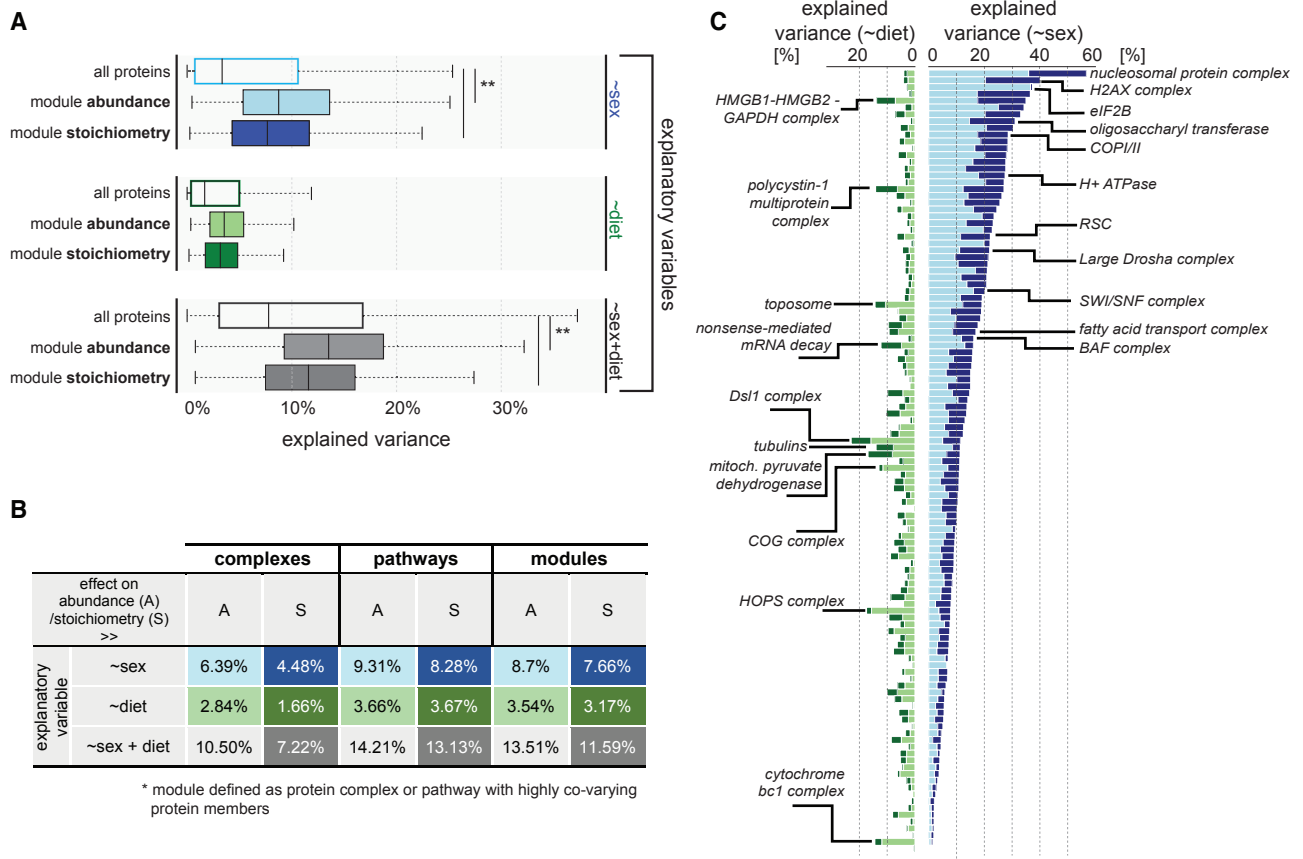 A
all proteins
module abundance
module stoichiometry
**
~sex
all proteins
module abundance
module stoichiometry
~diet
all proteins
module abundance
module stoichiometry
**
~sex+diet
explanatory variables
0% 10% 20% 30%
explained variance
B
complexes pathways modules
effect on
abundance (A)
/stoichiometry (S)
>>
A S A S A S
explanatory
variable
~sex 6.39% 4.48% 9.31% 8.28% 8.7% 7.66%
~diet 2.84% 1.66% 3.66% 3.67% 3.54% 3.17%
~sex + diet 10.50% 7.22% 14.21% 13.13% 13.51% 11.59%
* module defined as protein complex or pathway with highly co-varying
protein members
C
explained
variance (~diet)
[%] 20 0
explained
variance (~sex)
0 20 40 60 [%]
HMGB1-HMGB2 -
GAPDH complex
polycystin-1
multiprotein
complex
toposome
nonsense-mediated
mRNA decay
Dsl1 complex
tubulins
mitoch. pyruvate
dehydrogenase
COG complex
HOPS complex
cytochrome
bc1 complex
nucleosomal protein complex
H2AX complex
eIF2B
oligosaccharyl transferase
COPI/II
H+ ATPase
RSC
Large Drosha complex
SWI/SNF complex
fatty acid transport complex
BAF complex